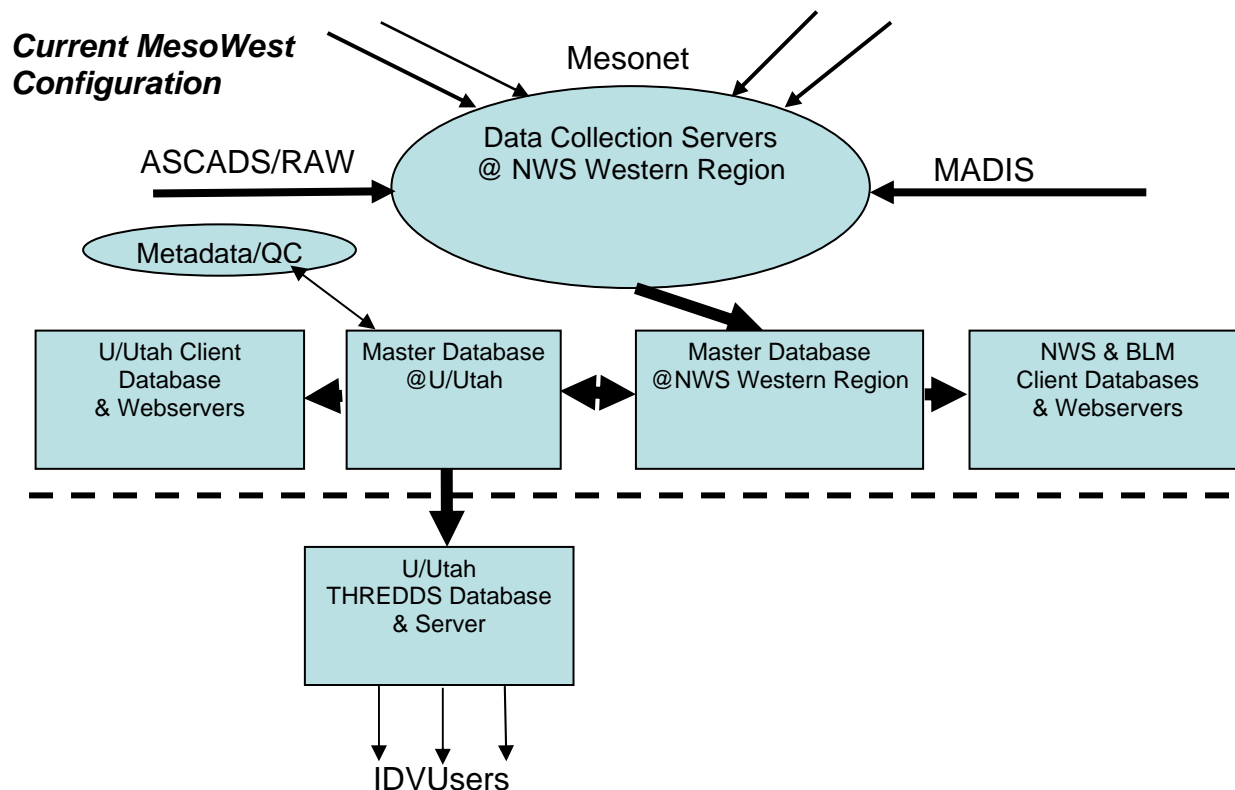 Current MesoWest
Configuration
Mesonet
Data Collection Servers
@ NWS Western Region
ASCADS/RAW
MADIS
Metadata/QC
U/Utah Client
Database
& Webservers
Master Database
@U/Utah
Master Database
@NWS Western Region
NWS & BLM
Client Databases
& Webservers
U/Utah
THREDDS Database
& Server
IDVUsers